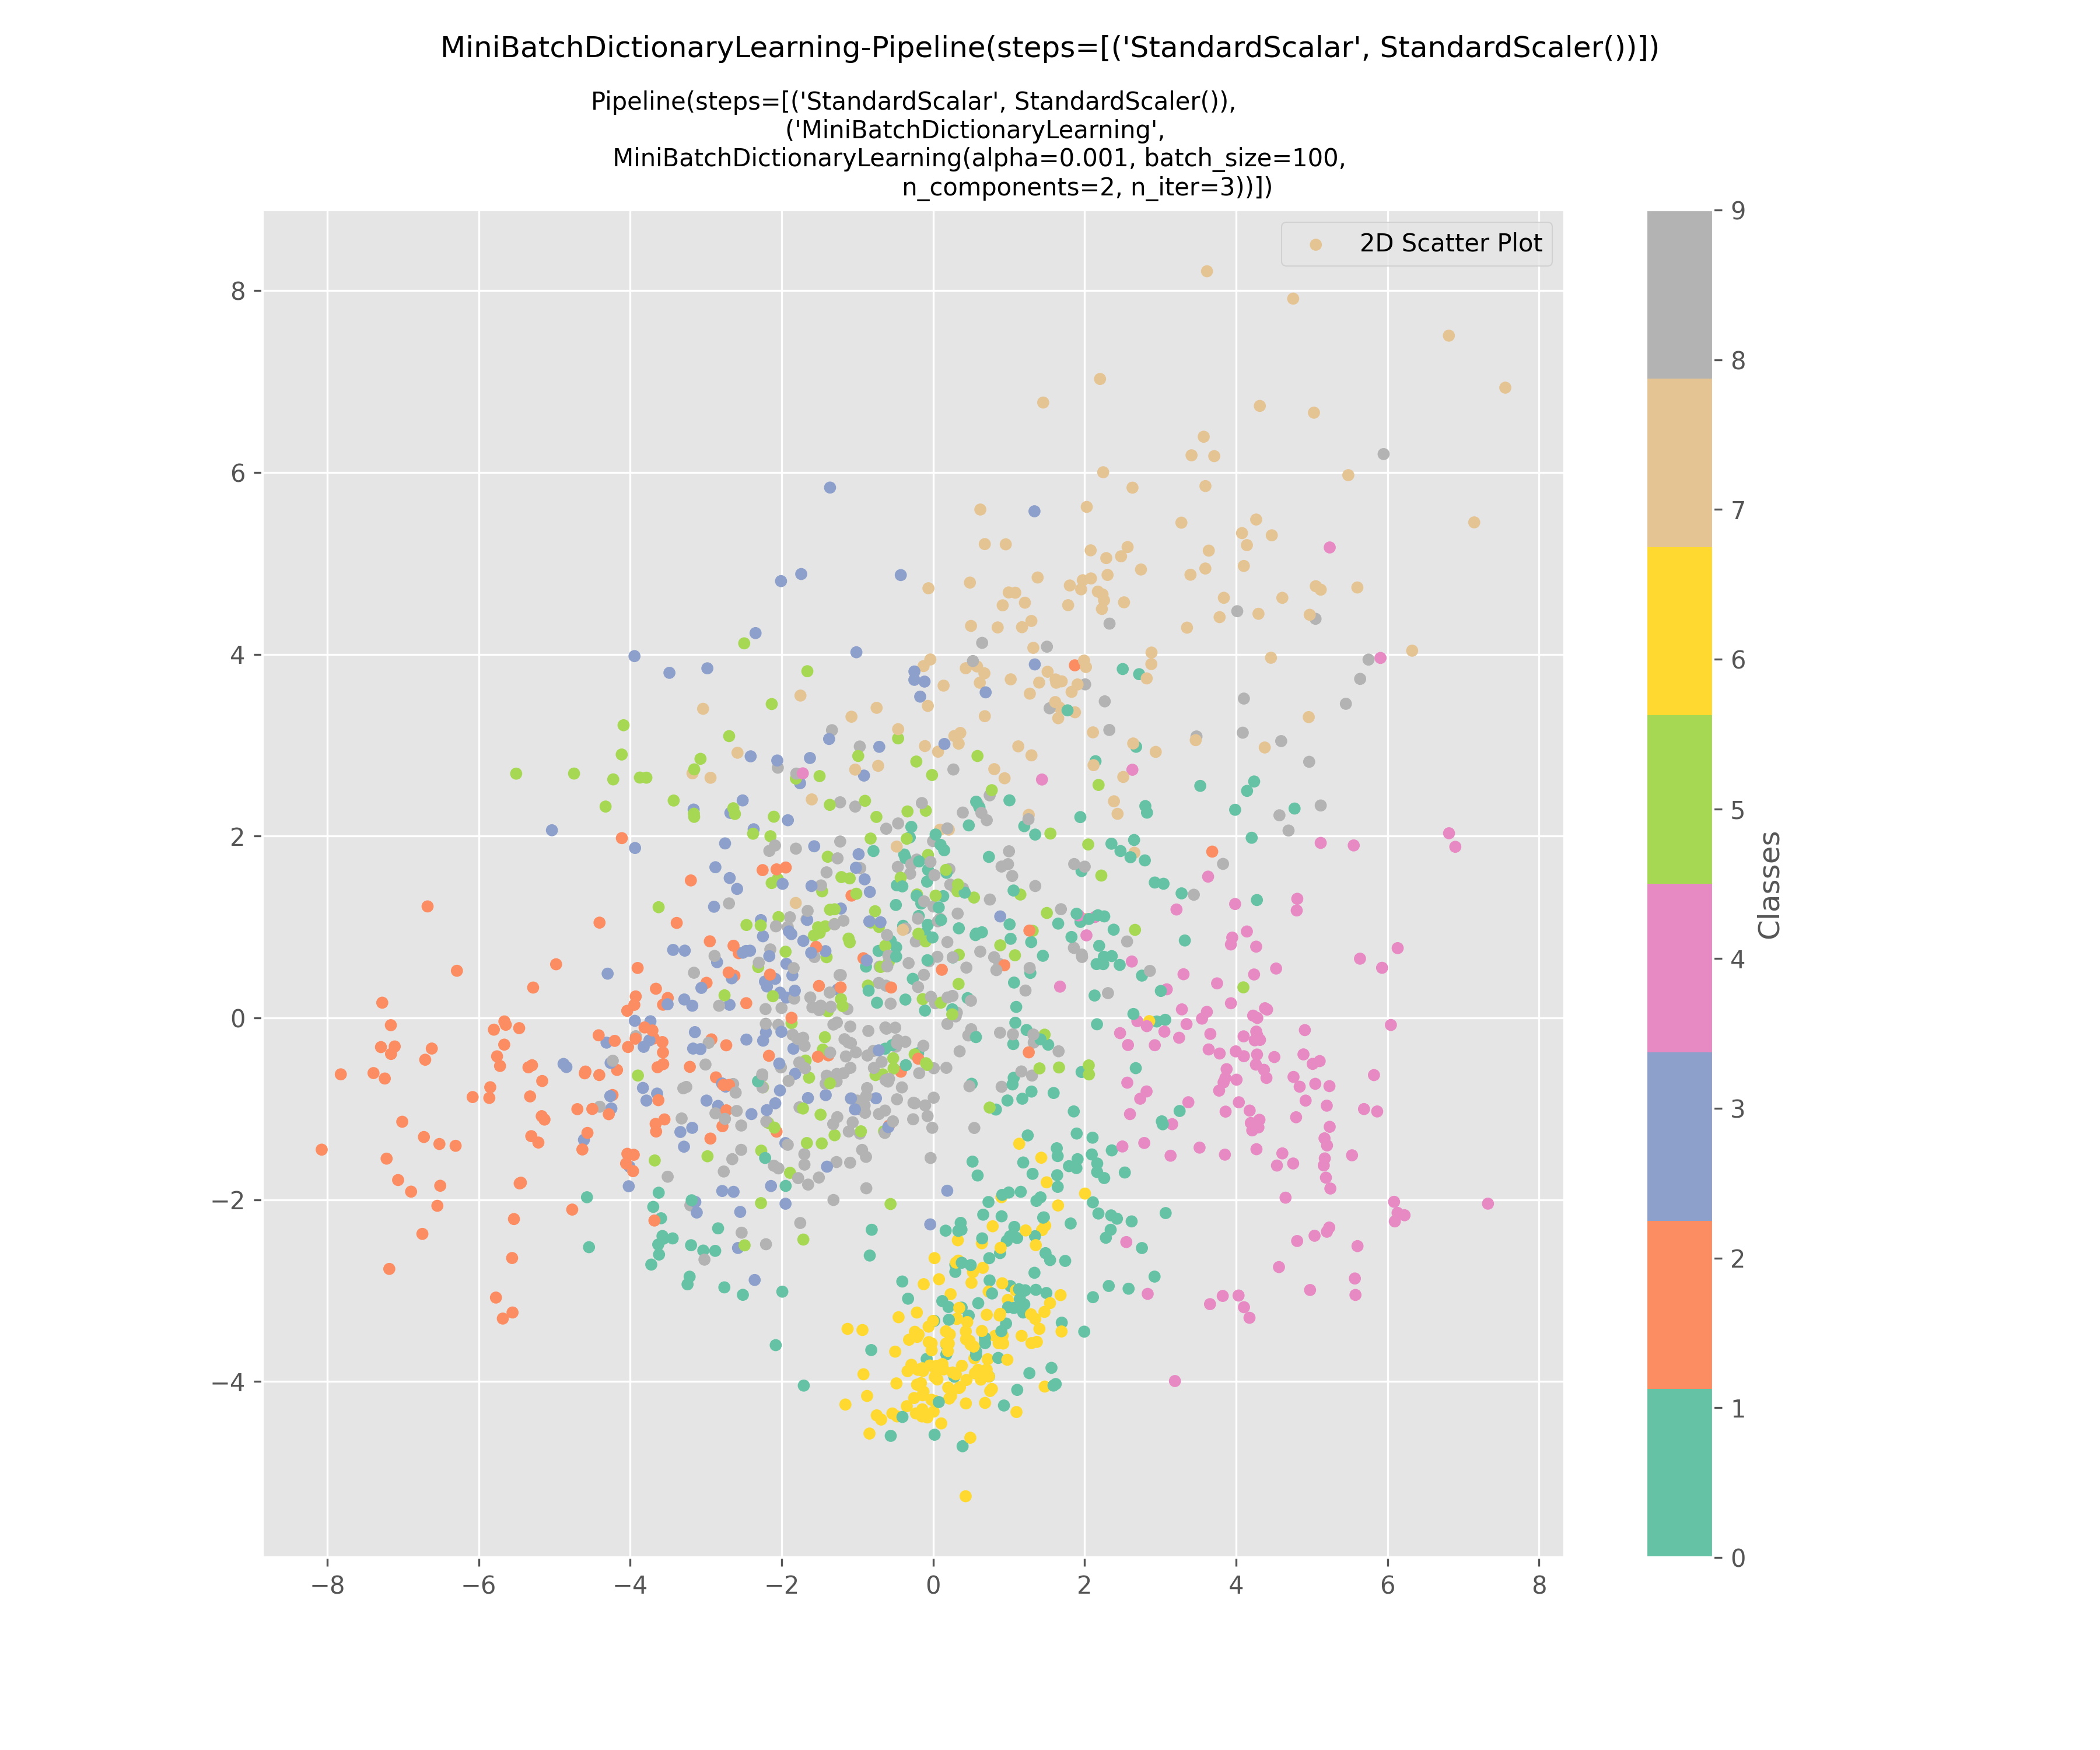 MiniBatchDictionaryLearning-Pipeline(steps=[('StandardScalar', StandardScaler())])
Pipeline(steps=[('StandardScalar', StandardScaler()),
('MiniBatchDictionaryLearning',
MiniBatchDictionaryLearning(alpha=0.001, batch_size=100,
n_components=2, n_iter=3))])
2D Scatter Plot
8
6
4
2
0
−2
−4
−8 −6 −4 −2 0 2 4 6 8
9
8
7
6
5
4
3
2
1
0
Classes